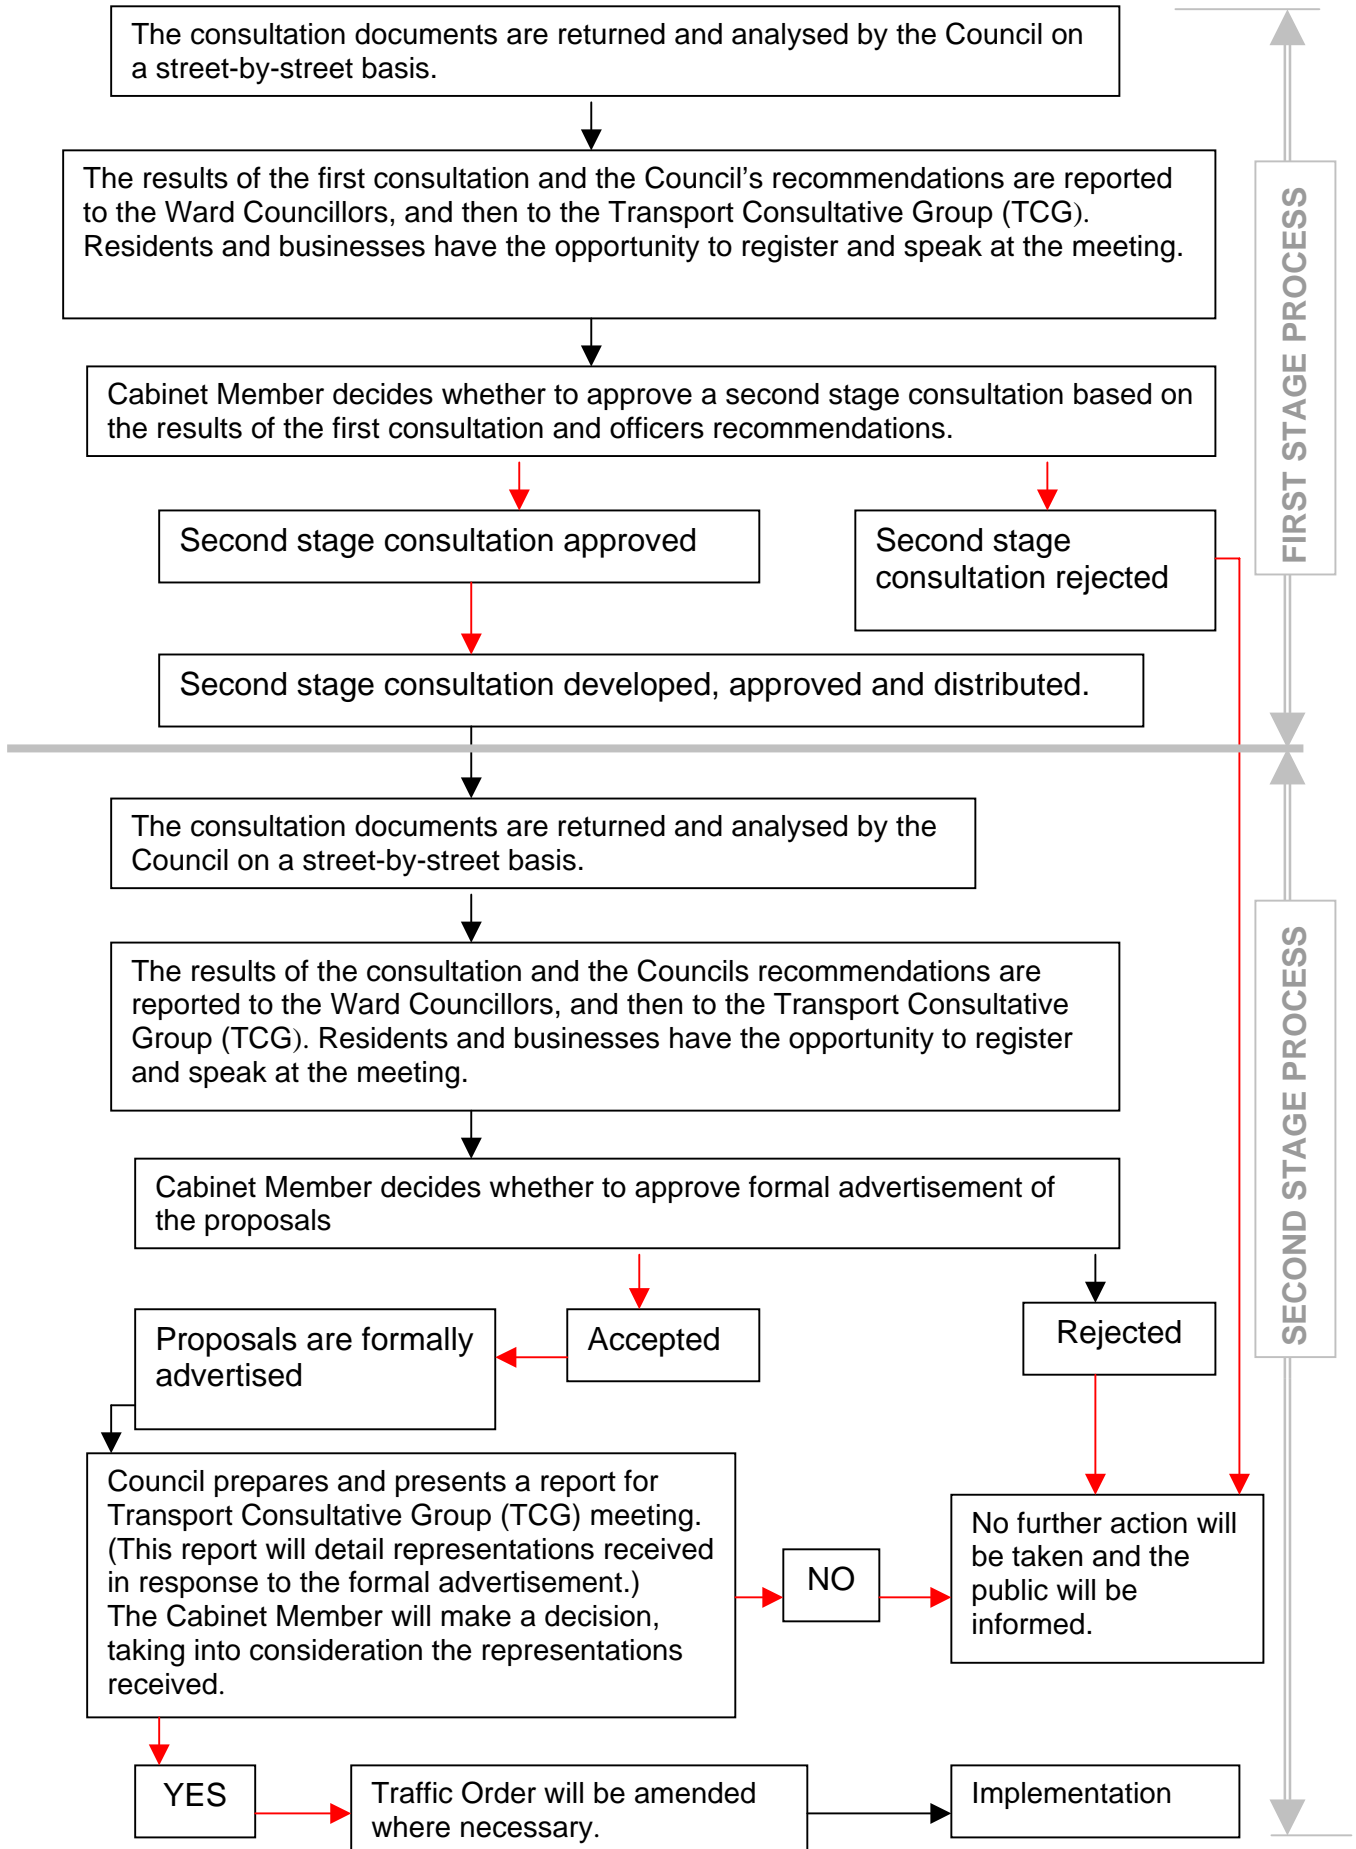 The consultation documents are returned and analysed by the Council on
a street-by-street basis.
The results of the first consultation and the Council’s recommendations are reported
to the Ward Councillors, and then to the Transport Consultative Group (TCG).
Residents and businesses have the opportunity to register and speak at the meeting.
Cabinet Member decides whether to approve a second stage consultation based on
the results of the first consultation and officers recommendations.
Second stage consultation approved
Second stage
consultation rejected
Second stage consultation developed, approved and distributed.
FIRST STAGE PROCESS
The consultation documents are returned and analysed by the
Council on a street-by-street basis.
The results of the consultation and the Councils recommendations are
reported to the Ward Councillors, and then to the Transport Consultative
Group (TCG). Residents and businesses have the opportunity to register
and speak at the meeting.
Cabinet Member decides whether to approve formal advertisement of
the proposals
Proposals are formally
advertised
Accepted
Rejected
Council prepares and presents a report for
Transport Consultative Group (TCG) meeting.
(This report will detail representations received
in response to the formal advertisement.)
The Cabinet Member will make a decision,
taking into consideration the representations
received.
NO
No further action will
be taken and the
public will be
informed.
YES
Traffic Order will be amended
where necessary.
Implementation
SECOND STAGE PROCESS